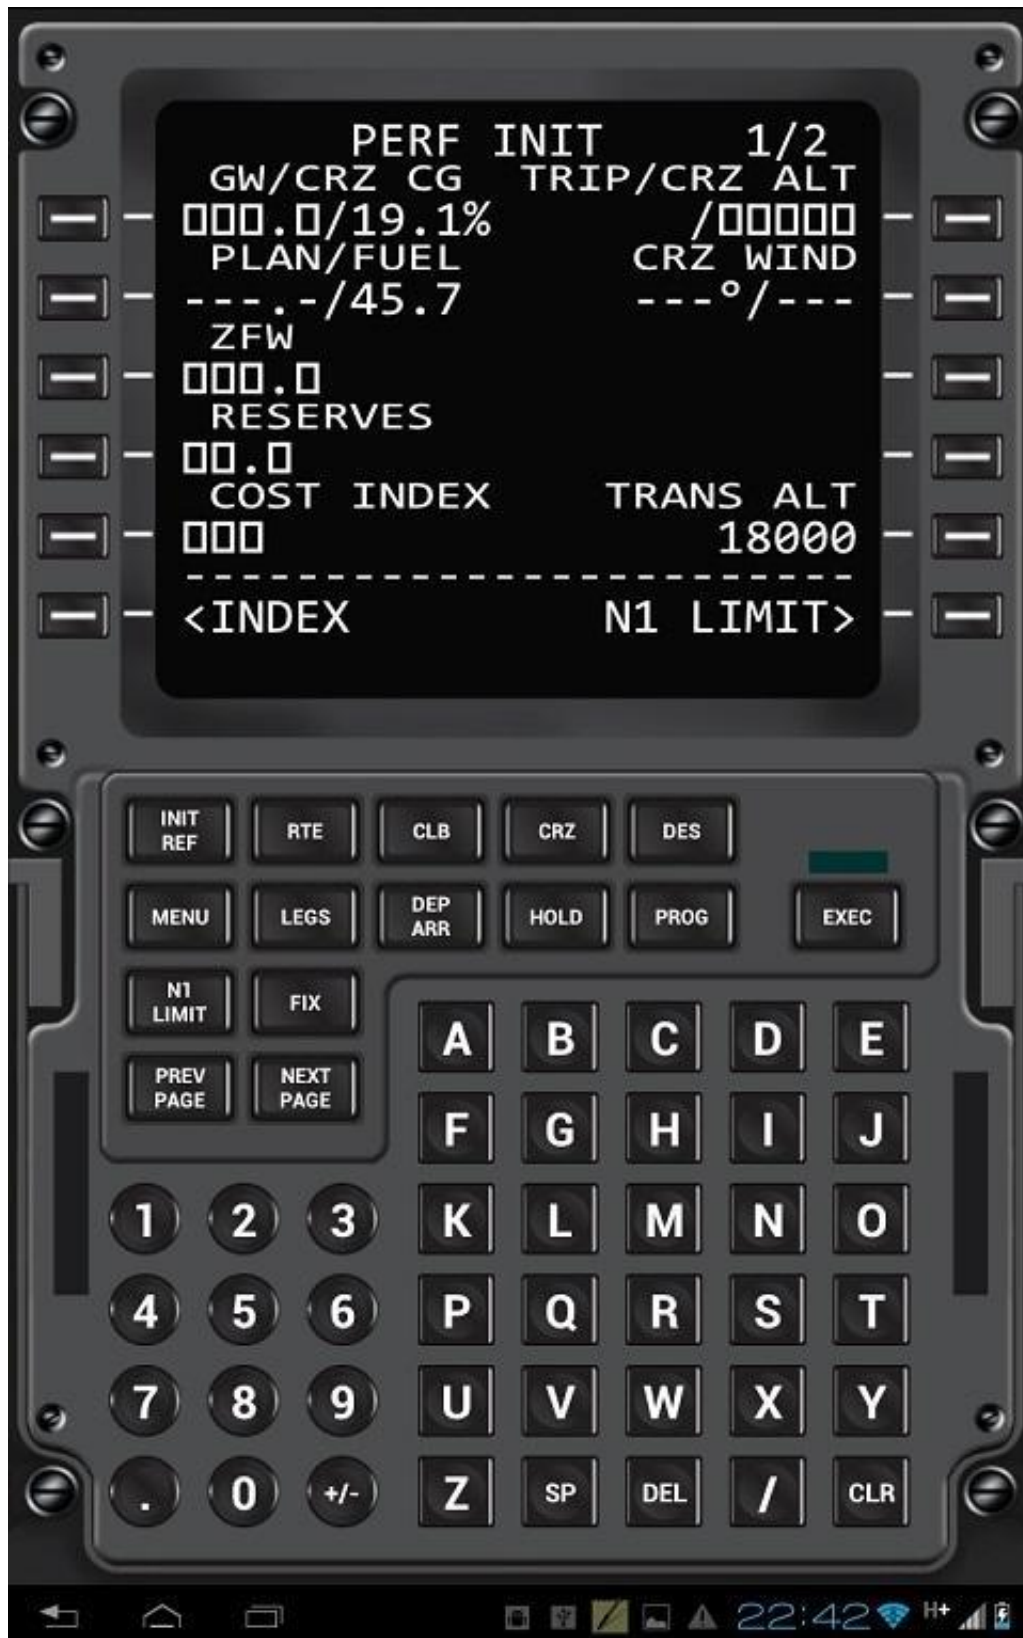 PERF INIT 1/2
GW/CRZ CG TRIP/CRZ ALT
▯▯▯.▯/19.1% /▯▯▯▯▯
PLAN/FUEL CRZ WIND
---.-/45.7 ---°/---
ZFW
▯▯▯.▯
RESERVES
▯▯.▯
COST INDEX TRANS ALT
▯▯▯ 18000
------------------------
<INDEX N1 LIMIT>
INIT REF RTE CLB CRZ DES
MENU LEGS DEP ARR HOLD PROG EXEC
N1 LIMIT FIX
PREV PAGE NEXT PAGE
A B C D E
F G H I J
1 2 3 K L M N O
4 5 6 P Q R S T
7 8 9 U V W X Y
. 0 +/- Z SP DEL / CLR
22:42 H+